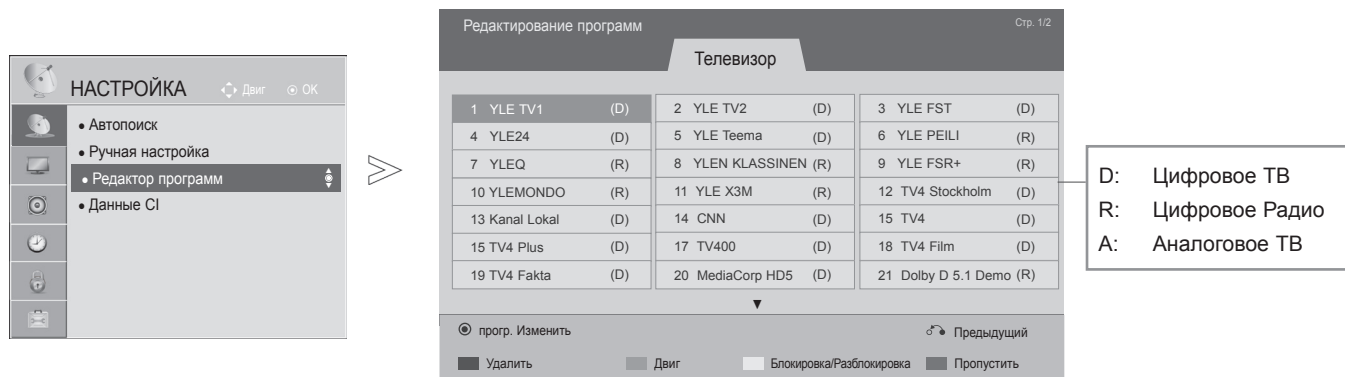 НАСТРОЙКА Двиг ОК
• Автопоиск
• Ручная настройка
• Редактор программ
• Данные CI
Редактирование программ Стр. 1/2
Телевизор
1 YLE TV1 (D) 2 YLE TV2 (D) 3 YLE FST (D)
4 YLE24 (D) 5 YLE Teema (D) 6 YLE PEILI (R)
7 YLEQ (R) 8 YLEN KLASSINEN (R) 9 YLE FSR+ (R)
10 YLEMONDO (R) 11 YLE X3M (R) 12 TV4 Stockholm (D)
13 Kanal Lokal (D) 14 CNN (D) 15 TV4 (D)
15 TV4 Plus (D) 17 TV400 (D) 18 TV4 Film (D)
19 TV4 Fakta (D) 20 MediaCorp HD5 (D) 21 Dolby D 5.1 Demo (R)
▼
прогр. Изменить Предыдущий
Удалить Двиг Блокировка/Разблокировка Пропустить
D: Цифровое ТВ
R: Цифровое Радио
A: Аналоговое ТВ